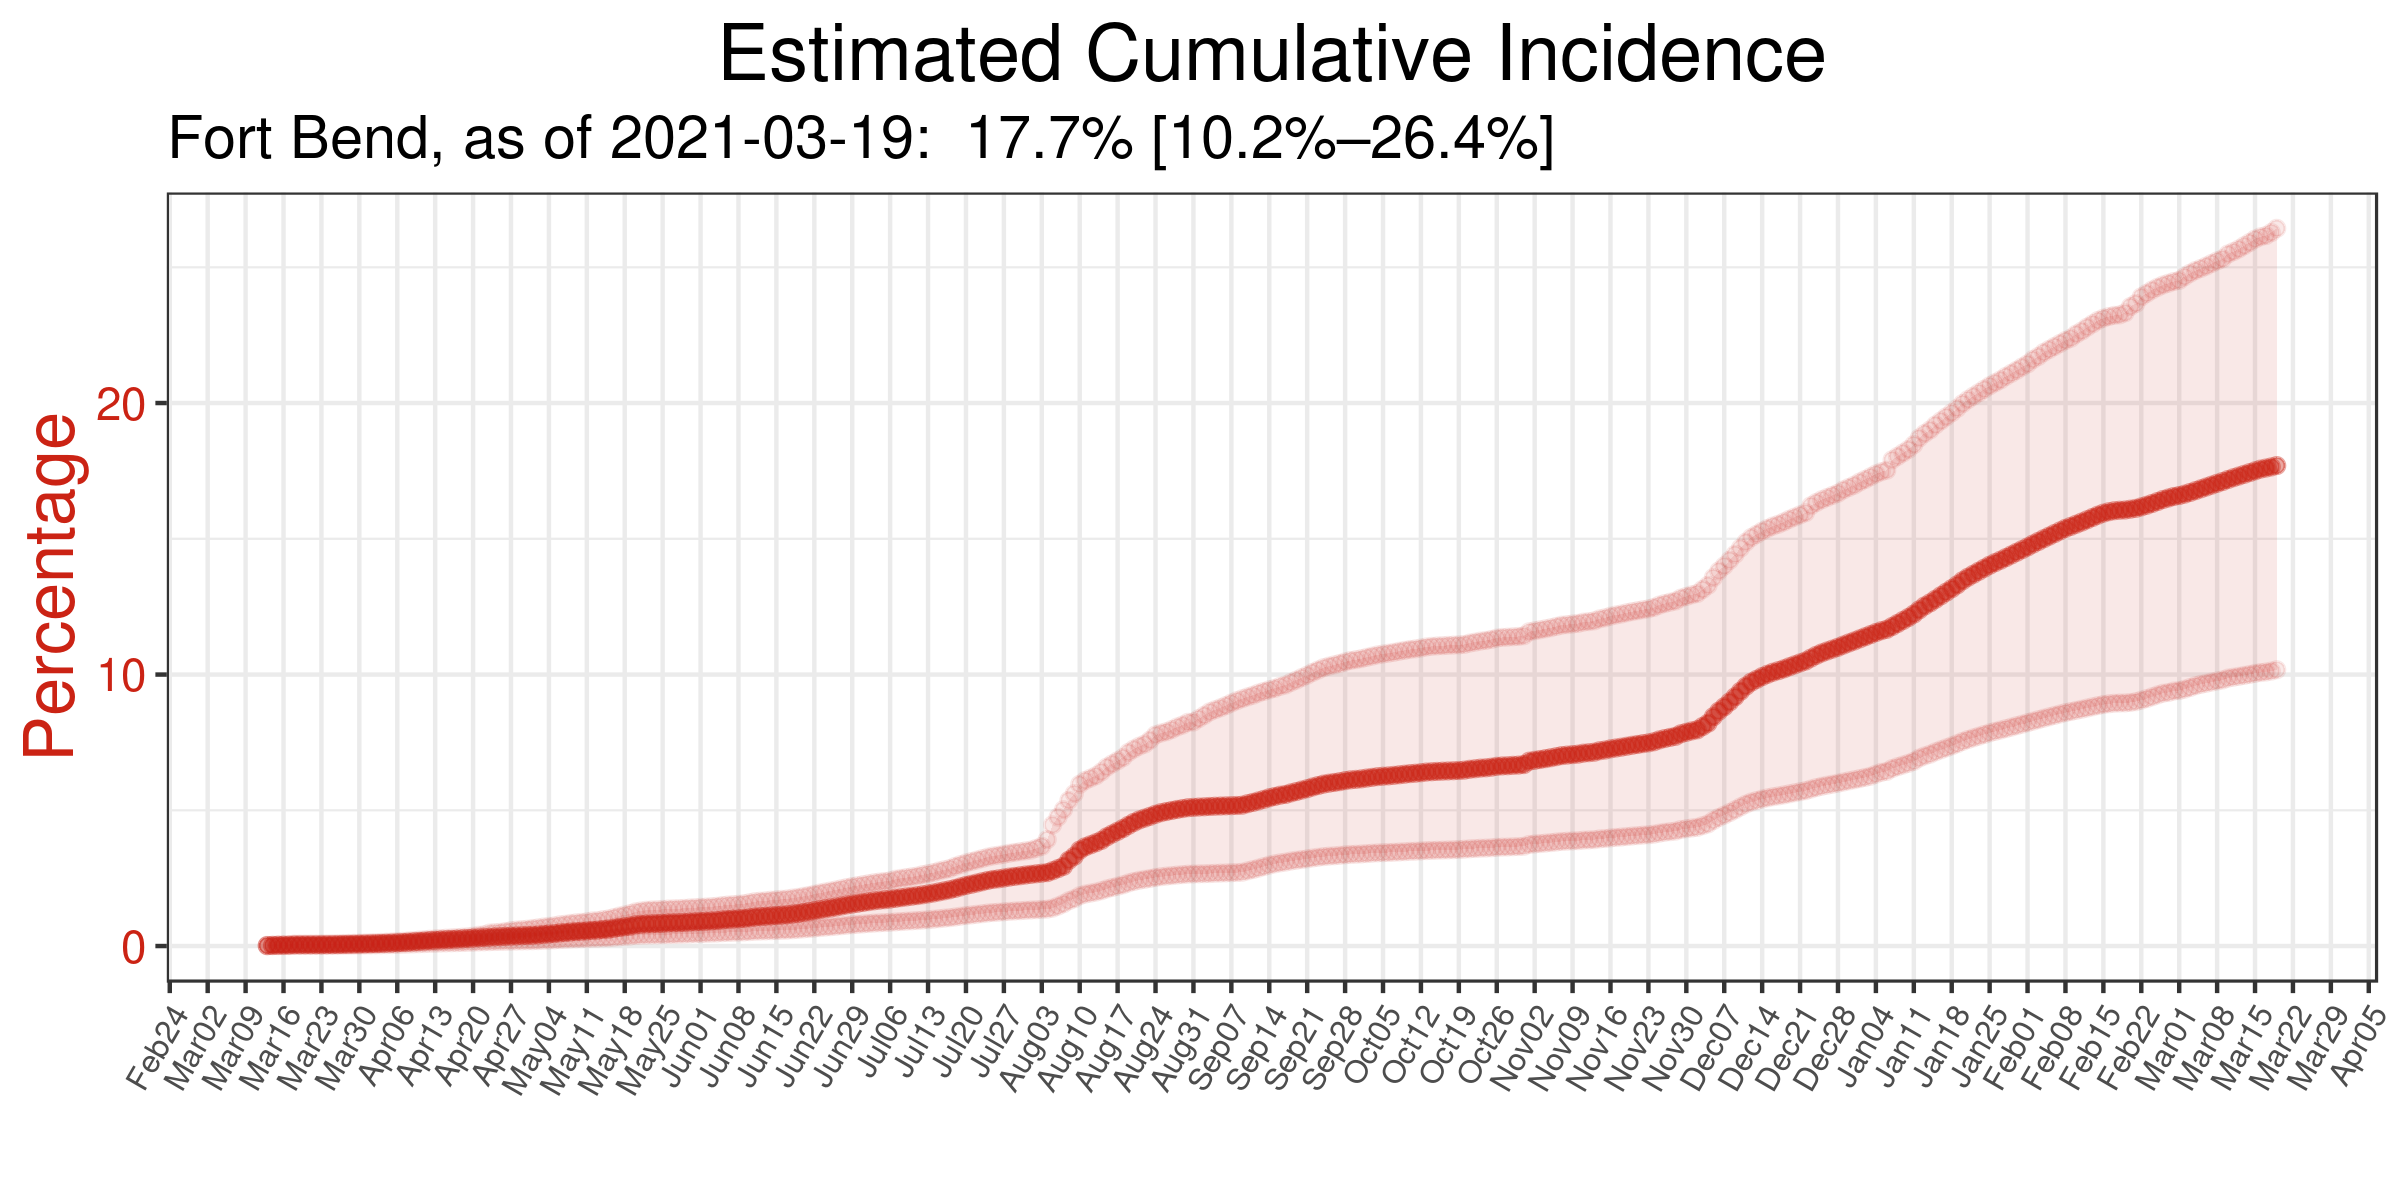 Estimated Cumulative Incidence
Fort Bend, as of 2021-03-19:  17.7% [10.2%–26.4%]
Percentage
20
10
0
Feb24
Mar02
Mar09
Mar16
Mar23
Mar30
Apr06
Apr13
Apr20
Apr27
May04
May11
May18
May25
Jun01
Jun08
Jun15
Jun22
Jun29
Jul06
Jul13
Jul20
Jul27
Aug03
Aug10
Aug17
Aug24
Aug31
Sep07
Sep14
Sep21
Sep28
Oct05
Oct12
Oct19
Oct26
Nov02
Nov09
Nov16
Nov23
Nov30
Dec07
Dec14
Dec21
Dec28
Jan04
Jan11
Jan18
Jan25
Feb01
Feb08
Feb15
Feb22
Mar01
Mar08
Mar15
Mar22
Mar29
Apr05